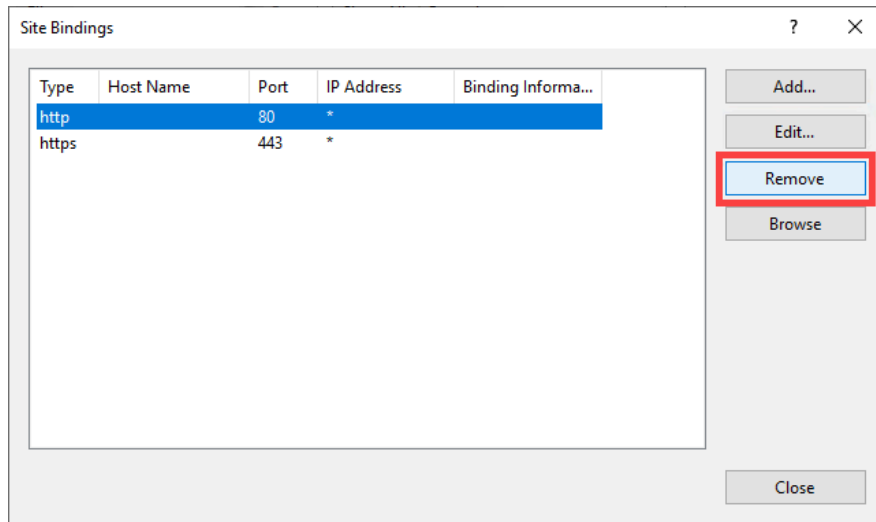 Site Bindings ? ×
Type Host Name Port IP Address Binding Informa...
http 80 *
https 443 *
Add...
Edit...
Remove
Browse
Close